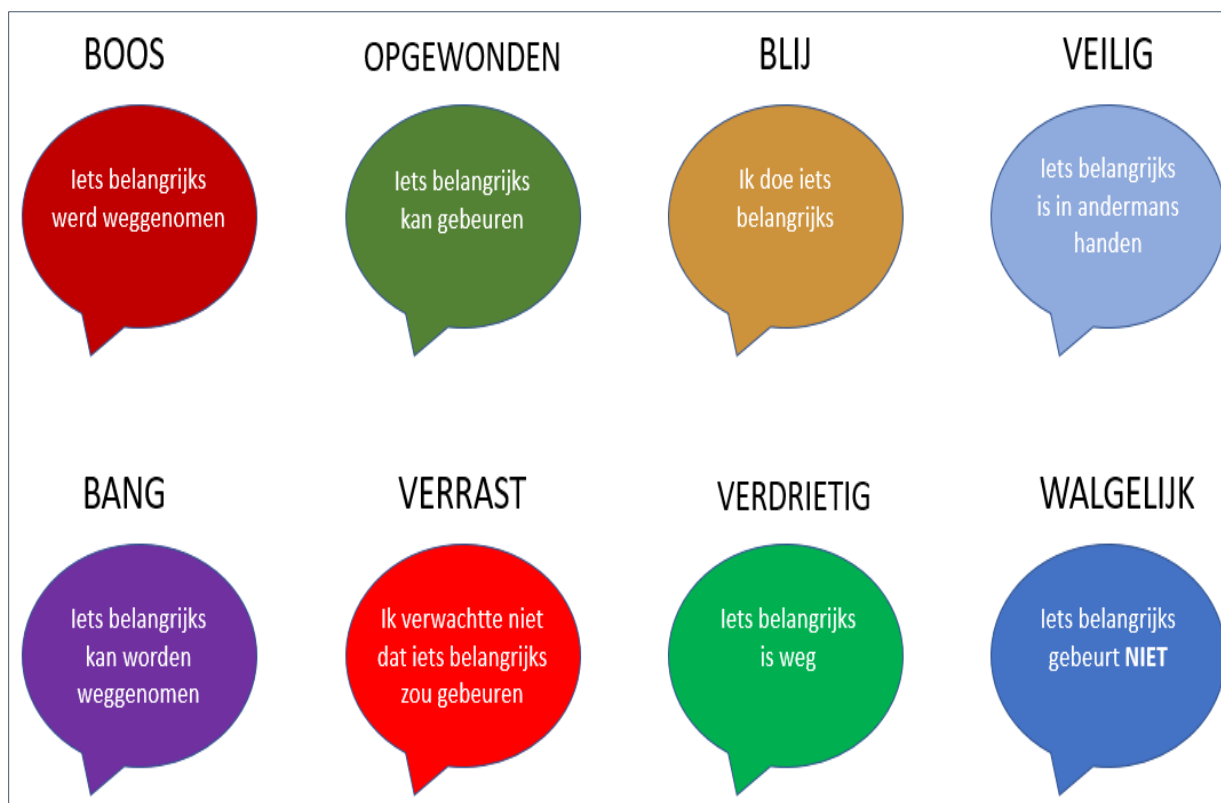 BOOS
Iets belangrijks
werd weggenomen
OPGEWONDEN
Iets belangrijks
kan gebeuren
BLIJ
Ik doe iets
belangrijks
VEILIG
Iets belangrijks
is in andermans
handen
BANG
Iets belangrijks
kan worden
weggenomen
VERRAST
Ik verwachtte niet
dat iets belangrijks
zou gebeuren
VERDRIETIG
Iets belangrijks
is weg
WALGELIJK
Iets belangrijks
gebeurt NIET